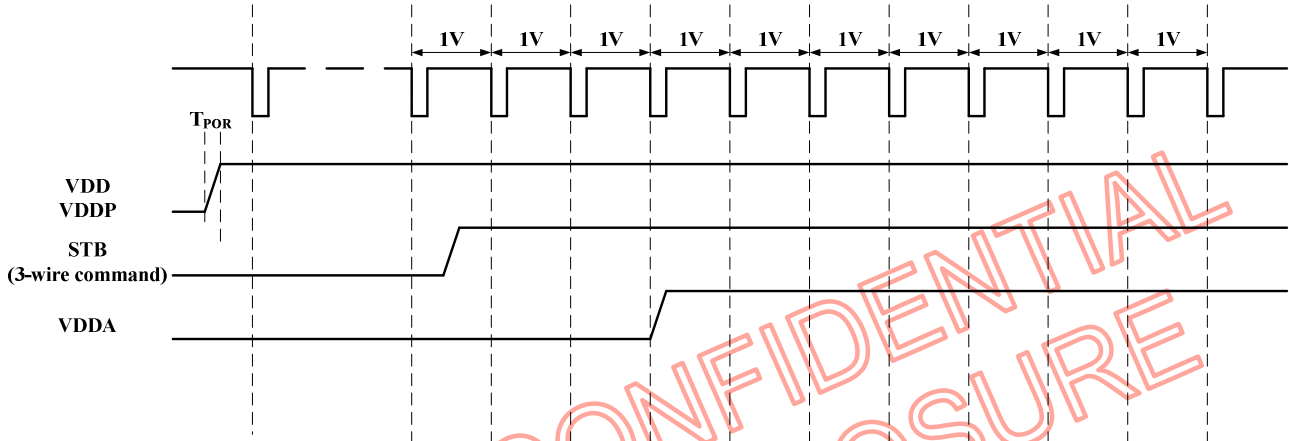 1V 1V 1V 1V 1V 1V 1V 1V 1V 1V
TPOR
VDD
VDDP
STB
(3-wire command)
VDDA
CONFIDENTIAL